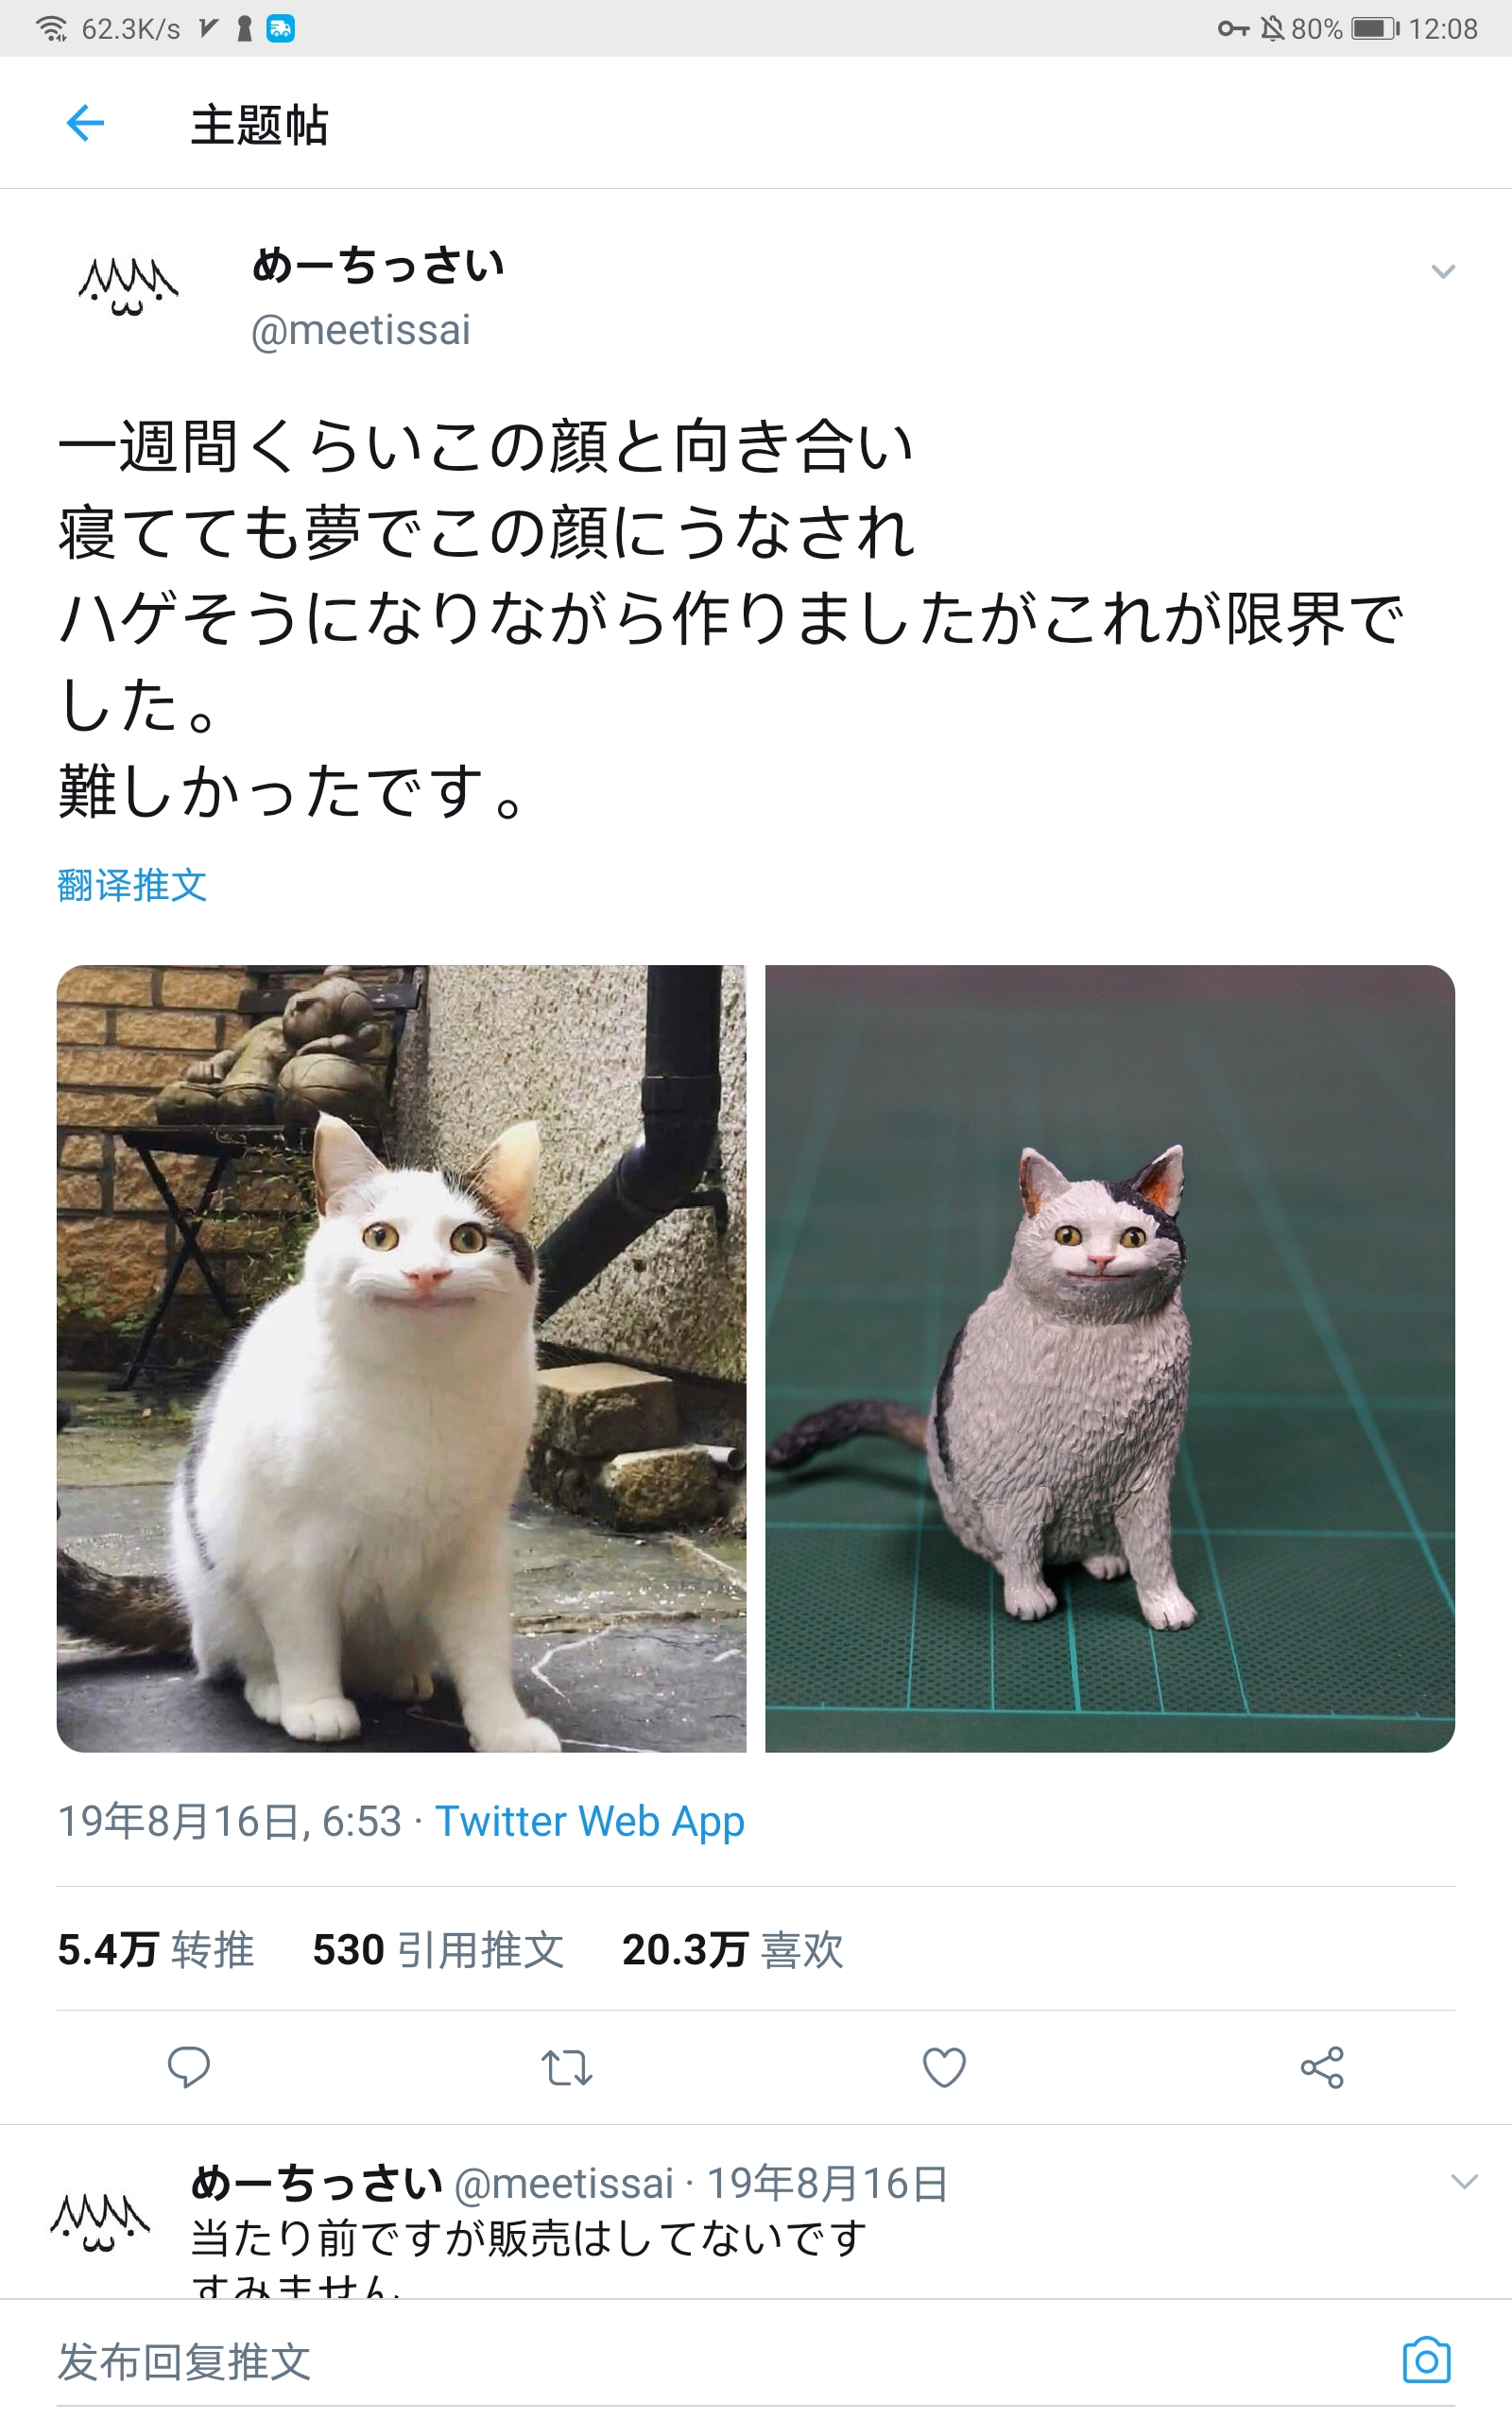 62.3K/s
80%
12:08
主题帖
めーちっさい
@meetissai
一週間くらいこの顔と向き合い
寝てても夢でこの顔にうなされ
ハゲそうになりながら作りましたがこれが限界で
した。
難しかったです。
翻译推文
19年8月16日, 6:53 · Twitter Web App
5.4万 转推 530 引用推文 20.3万 喜欢
めーちっさい @meetissai · 19年8月16日
当たり前ですが販売はしてないです
すみません
发布回复推文